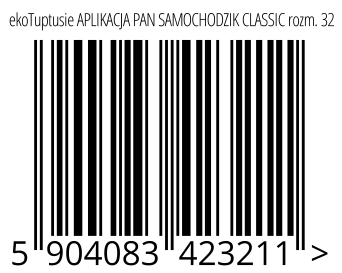 ekoTuptusie APLIKACJA PAN SAMOCHODZIK CLASSIC rozm. 32
5 904083 423211 >